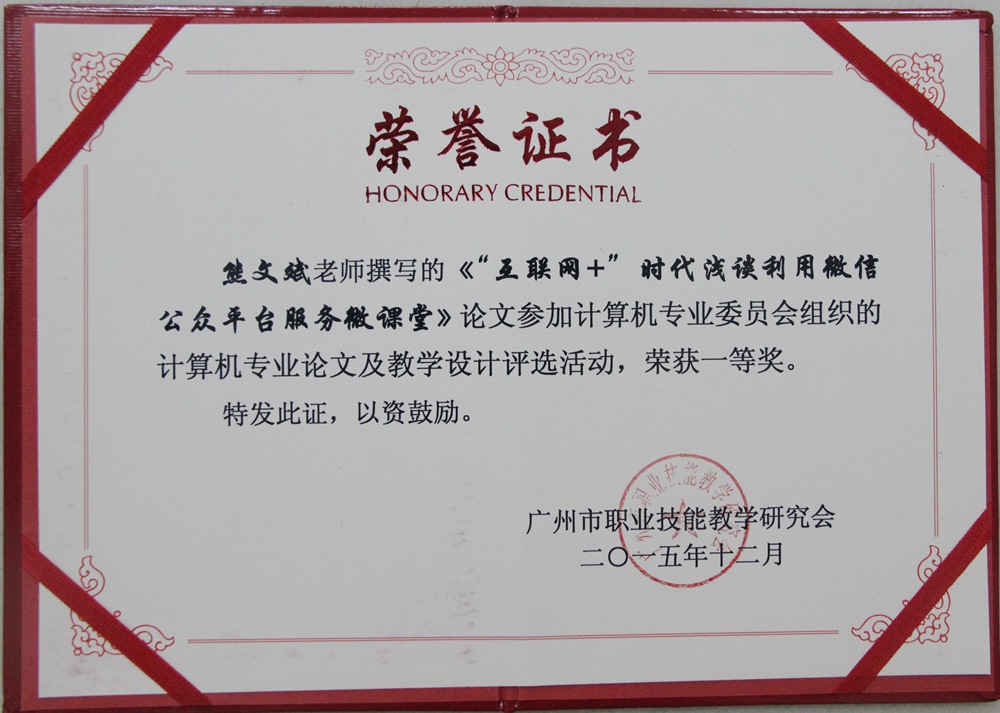 荣誉证书
HONORARY CREDENTIAL
熊文斌老师撰写的《“互联网+”时代浅谈利用微信
公众平台服务微课堂》论文参加计算机专业委员会组织的
计算机专业论文及教学设计评选活动，荣获一等奖。
特发此证，以资鼓励。
广州市职业技能教学研究会
二〇一五年十二月